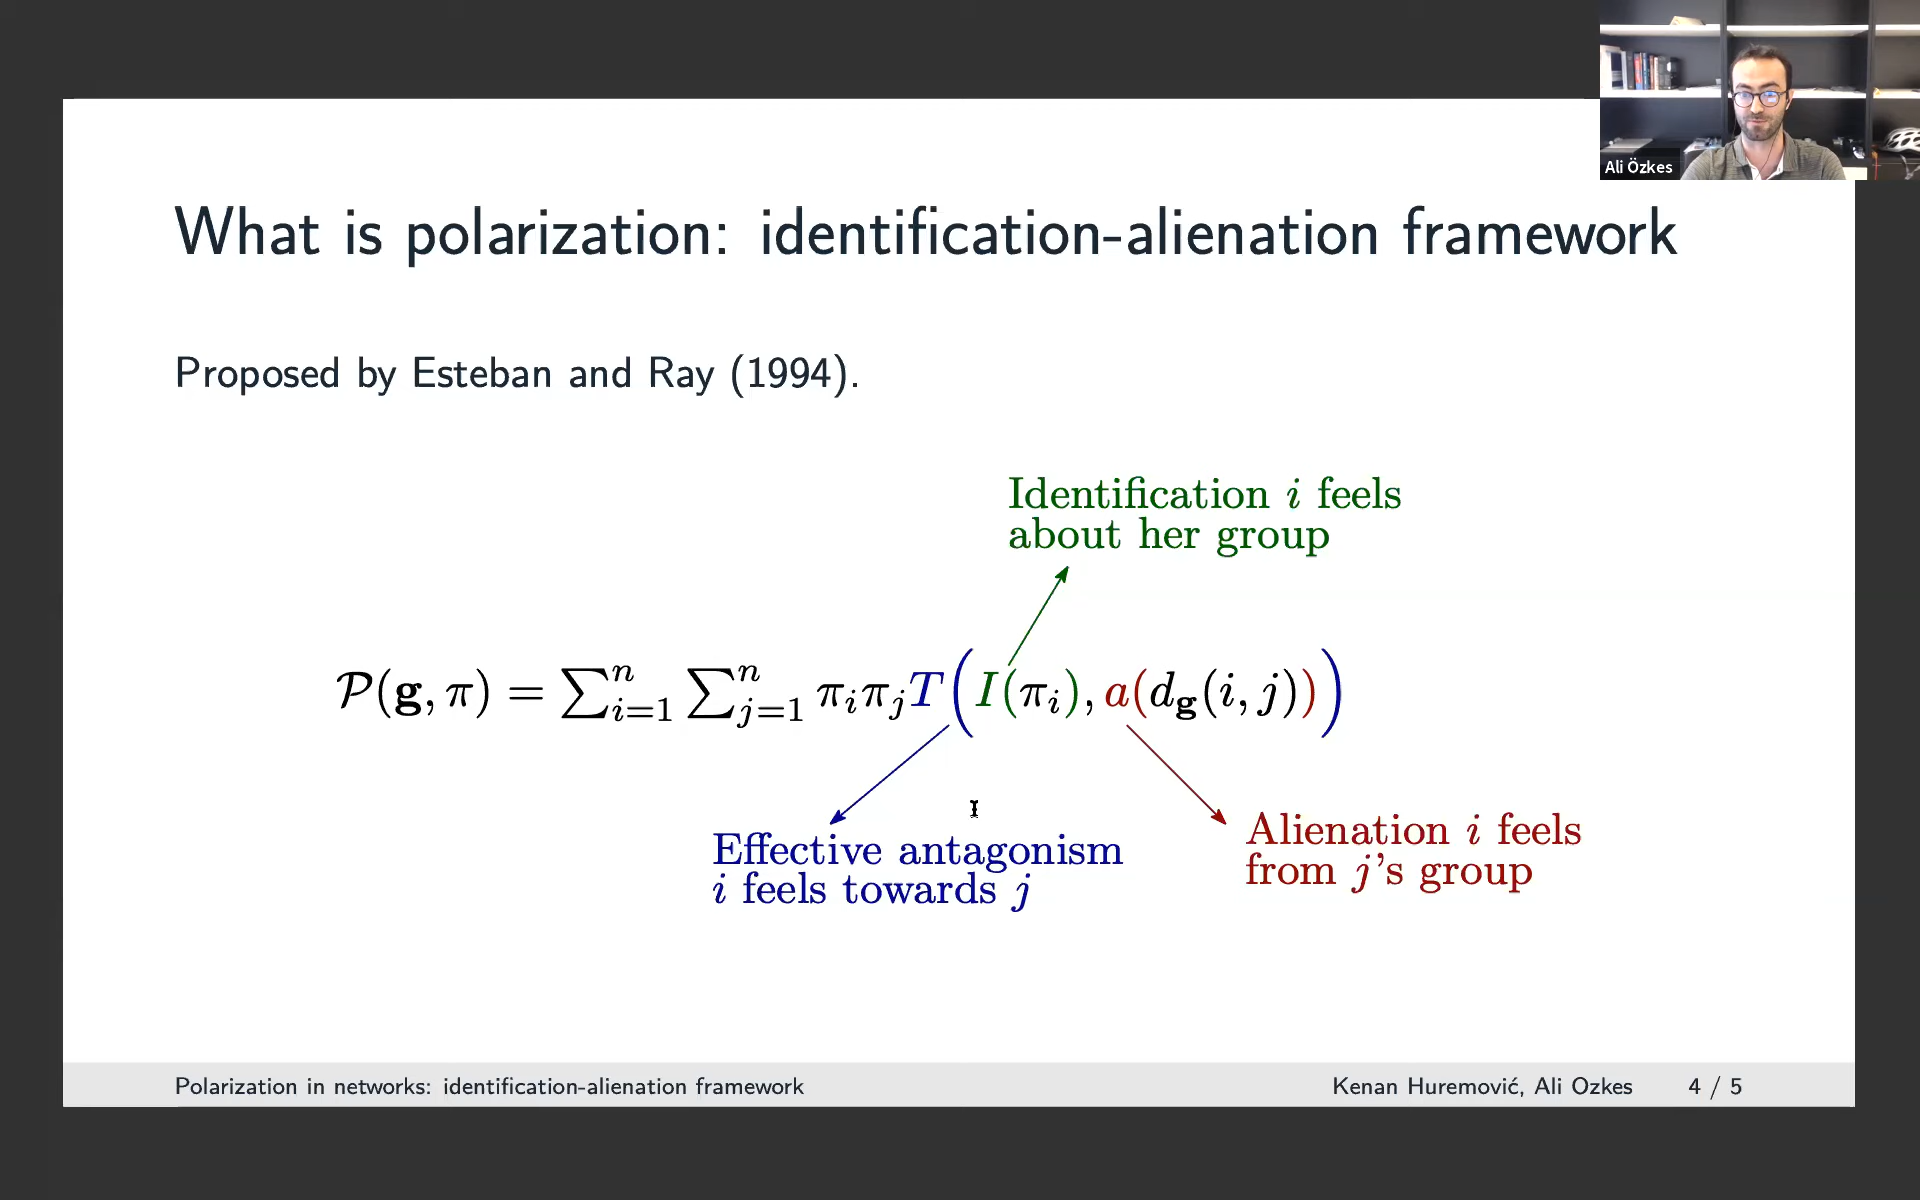 Ali Özkes
What is polarization: identification-alienation framework
Proposed by Esteban and Ray (1994).
Identification i feels
about her group
𝒫(𝐠, π) = ∑ⁿᵢ₌₁ ∑ⁿⱼ₌₁ πᵢπⱼT(I(πᵢ), a(d𝐠(i, j)))
Effective antagonism
i feels towards j
Alienation i feels
from j’s group
Polarization in networks: identification-alienation framework
Kenan Huremović, Ali Ozkes 4 / 5